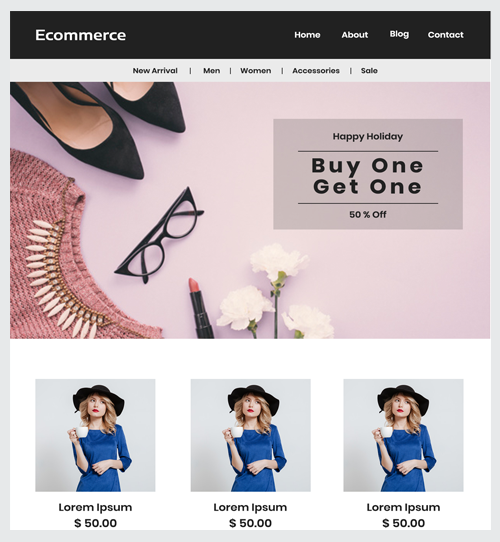 Ecommerce
Home About Blog Contact
New Arrival | Men | Women | Accessories | Sale
Happy Holiday
Buy One
Get One
50 % Off
Lorem Ipsum Lorem Ipsum Lorem Ipsum
$ 50.00 $ 50.00 $ 50.00